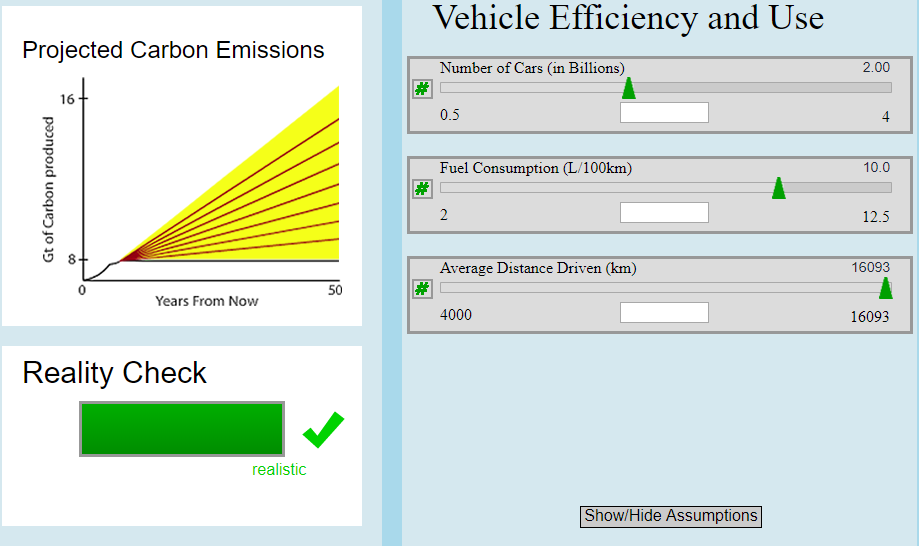 Projected Carbon Emissions
16
Gt of Carbon produced
8
0
50
Years From Now
Reality Check
realistic
Vehicle Efficiency and Use
Number of Cars (in Billions) 2.00
#
0.5 4
Fuel Consumption (L/100km) 10.0
#
2 12.5
Average Distance Driven (km) 16093
#
4000 16093
Show/Hide Assumptions